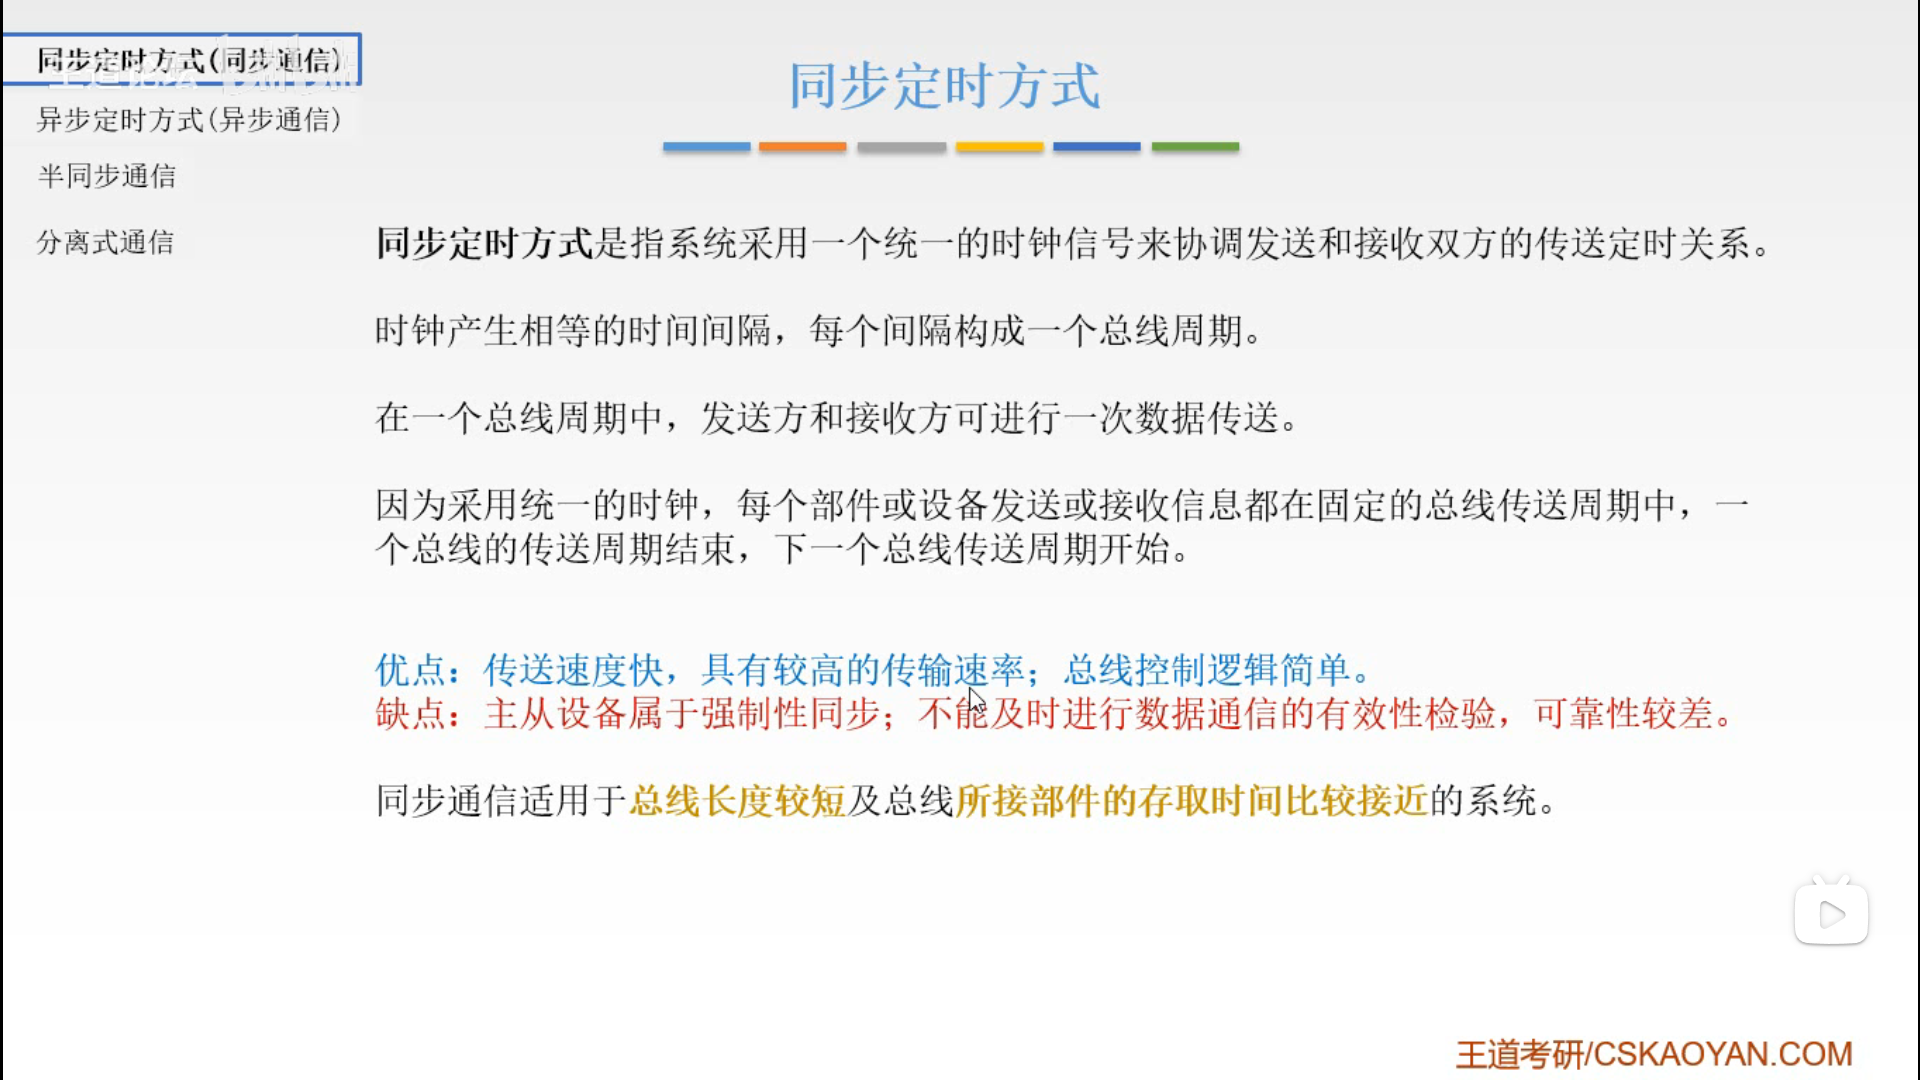 同步定时方式(同步通信)
异步定时方式(异步通信)
半同步通信
分离式通信
同步定时方式
同步定时方式是指系统采用一个统一的时钟信号来协调发送和接收双方的传送定时关系。
时钟产生相等的时间间隔，每个间隔构成一个总线周期。
在一个总线周期中，发送方和接收方可进行一次数据传送。
因为采用统一的时钟，每个部件或设备发送或接收信息都在固定的总线传送周期中，一
个总线的传送周期结束，下一个总线传送周期开始。
优点：传送速度快，具有较高的传输速率；总线控制逻辑简单。
缺点：主从设备属于强制性同步；不能及时进行数据通信的有效性检验，可靠性较差。
同步通信适用于总线长度较短及总线所接部件的存取时间比较接近的系统。
王道考研/CSKAOYAN.COM